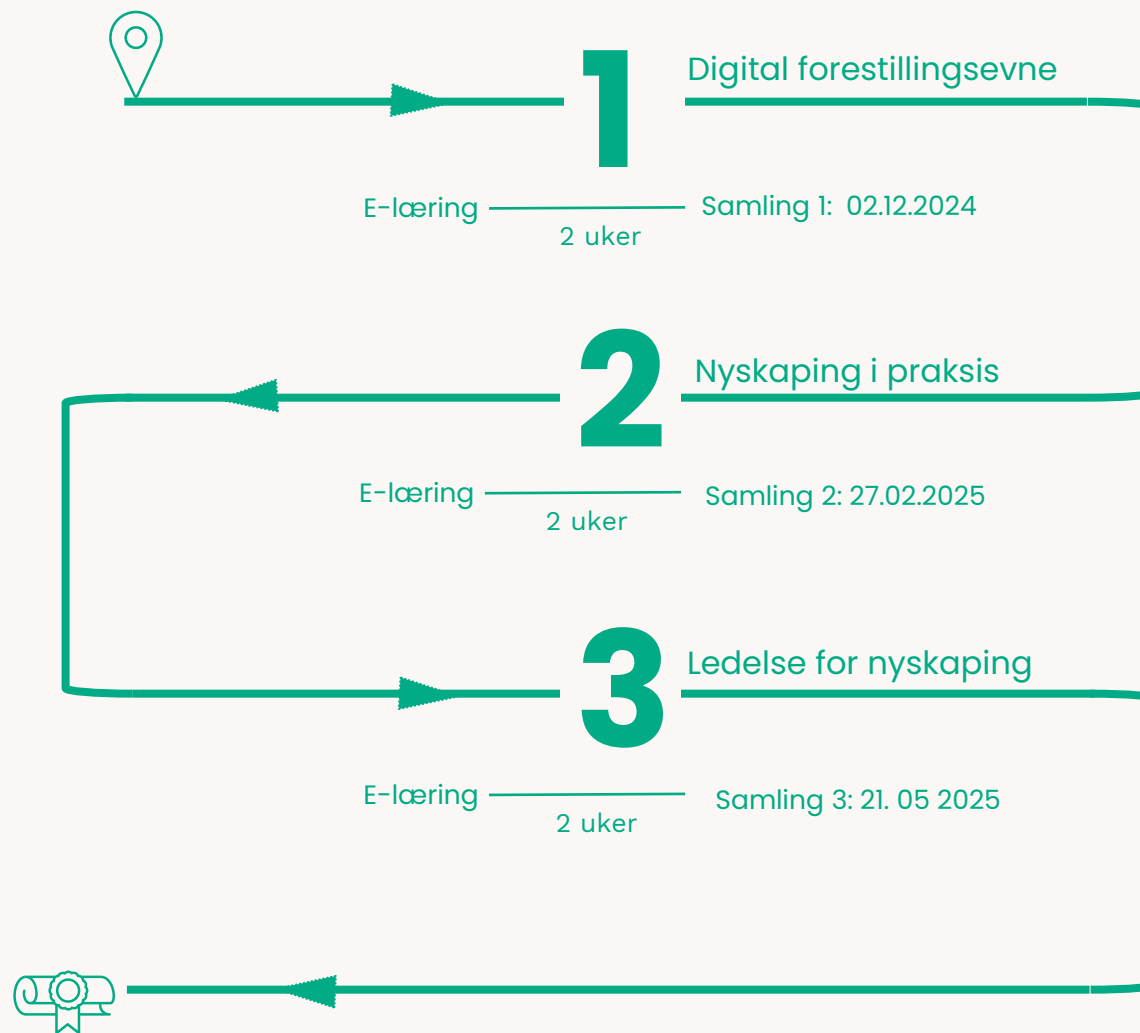 1
Digital forestillingsevne
E-læring
Samling 1: 02.12.2024
2 uker
2
Nyskaping i praksis
E-læring
Samling 2: 27.02.2025
2 uker
3
Ledelse for nyskaping
E-læring
Samling 3: 21. 05 2025
2 uker